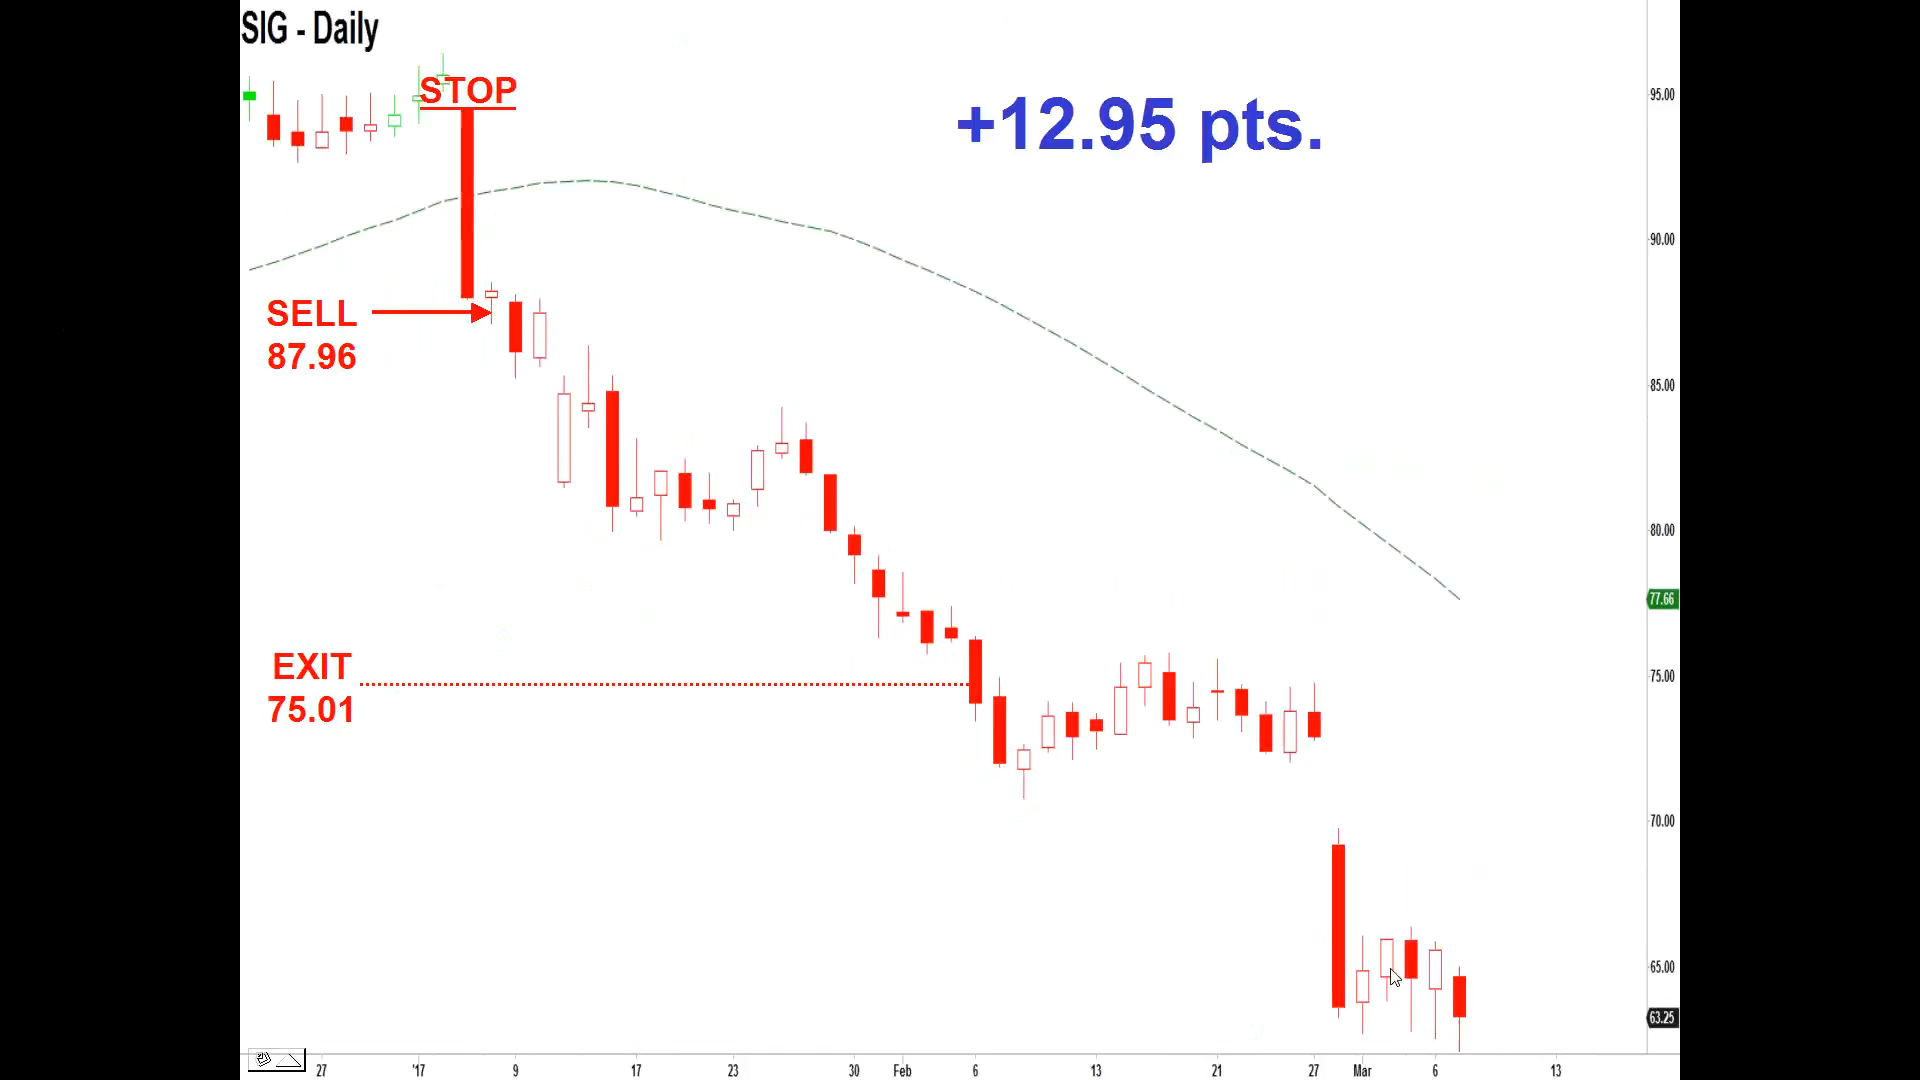 SIG - Daily
STOP
+12.95 pts.
SELL
87.96
EXIT
75.01
95.00
90.00
85.00
80.00
77.66
75.00
70.00
65.00
63.25
27 '17 9 17 23 30 Feb 6 13 21 27 Mar 6 13